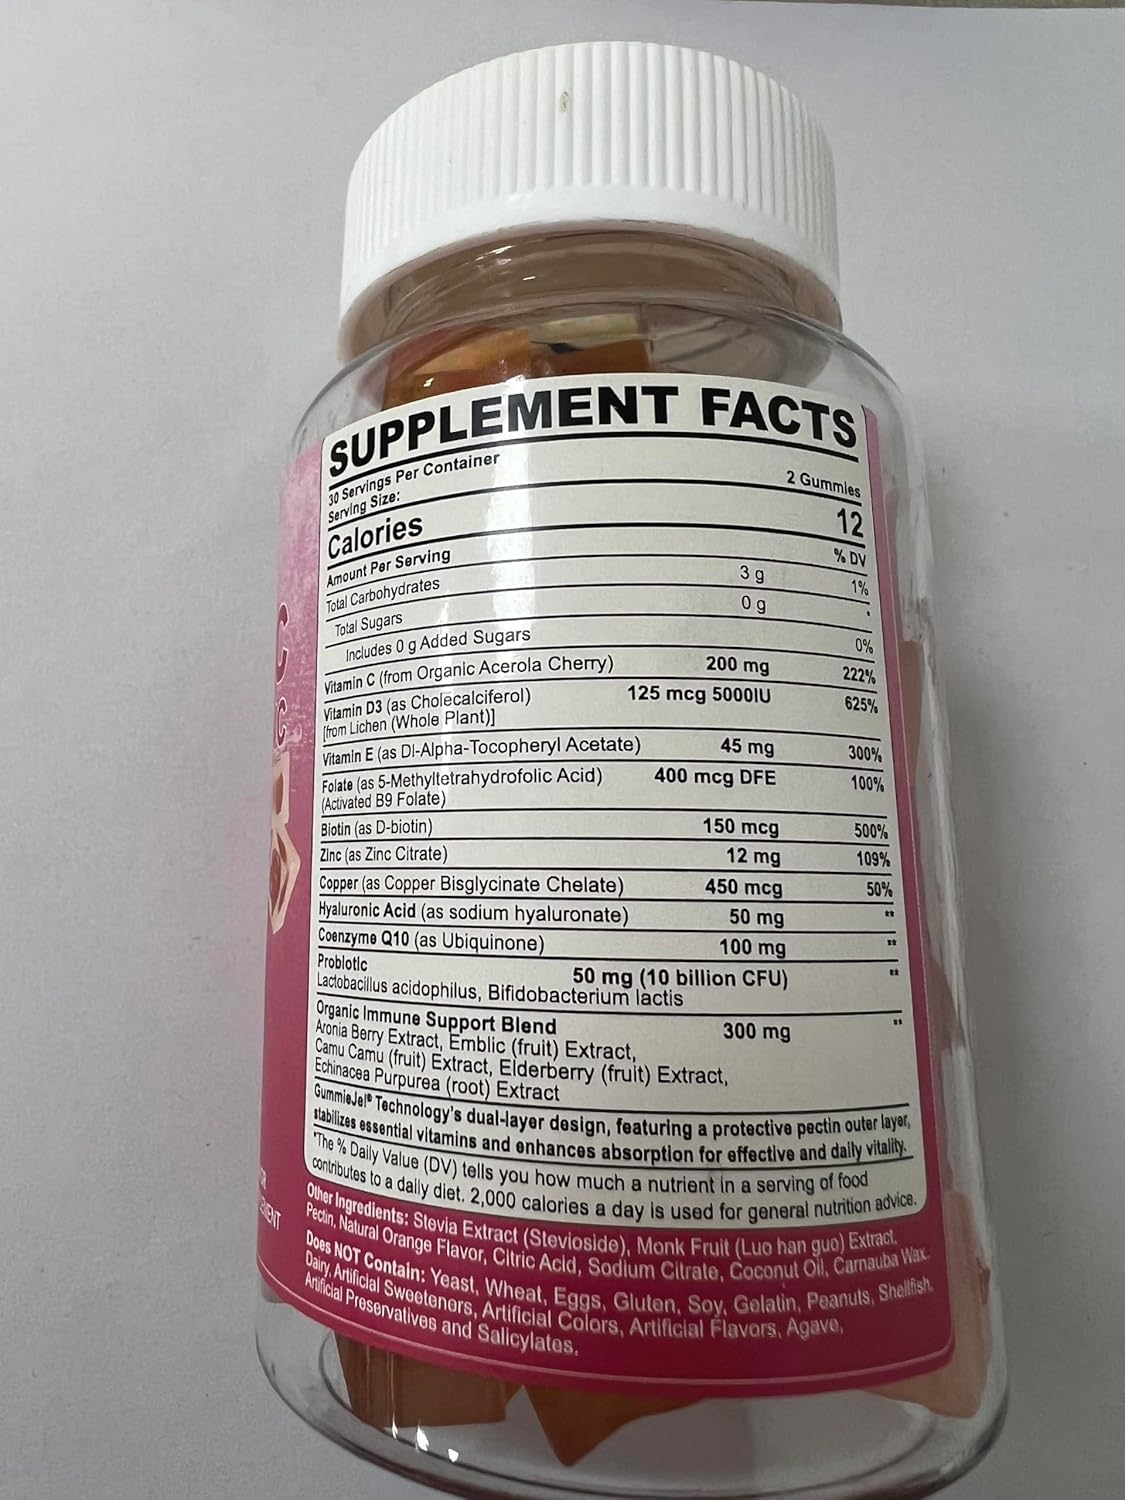 SUPPLEMENT FACTS
30 Servings Per Container
Serving Size: 2 Gummies
Calories 12
Amount Per Serving % DV
Total Carbohydrates 3 g 1%
Total Sugars 0 g *
Includes 0 g Added Sugars 0%
Vitamin C (from Organic Acerola Cherry) 200 mg 222%
Vitamin D3 (as Cholecalciferol) 125 mcg 5000IU 625%
[from Lichen (Whole Plant)]
Vitamin E (as Dl-Alpha-Tocopheryl Acetate) 45 mg 300%
Folate (as 5-Methyltetrahydrofolic Acid) 400 mcg DFE 100%
(Activated B9 Folate)
Biotin (as D-biotin) 150 mcg 500%
Zinc (as Zinc Citrate) 12 mg 109%
Copper (as Copper Bisglycinate Chelate) 450 mcg 50%
Hyaluronic Acid (as sodium hyaluronate) 50 mg **
Coenzyme Q10 (as Ubiquinone) 100 mg **
Probiotic 50 mg (10 billion CFU) **
Lactobacillus acidophilus, Bifidobacterium lactis
Organic Immune Support Blend 300 mg **
Aronia Berry Extract, Emblic (fruit) Extract,
Camu Camu (fruit) Extract, Elderberry (fruit) Extract,
Echinacea Purpurea (root) Extract
GummieJel® Technology's dual-layer design, featuring a protective pectin outer layer,
stabilizes essential vitamins and enhances absorption for effective and daily vitality.
*The % Daily Value (DV) tells you how much a nutrient in a serving of food
contributes to a daily diet. 2,000 calories a day is used for general nutrition advice.
Other Ingredients: Stevia Extract (Stevioside), Monk Fruit (Luo han guo) Extract,
Pectin, Natural Orange Flavor, Citric Acid, Sodium Citrate, Coconut Oil, Carnauba Wax.
Does NOT Contain: Yeast, Wheat, Eggs, Gluten, Soy, Gelatin, Peanuts, Shellfish,
Dairy, Artificial Sweeteners, Artificial Colors, Artificial Flavors, Agave,
Artificial Preservatives and Salicylates.